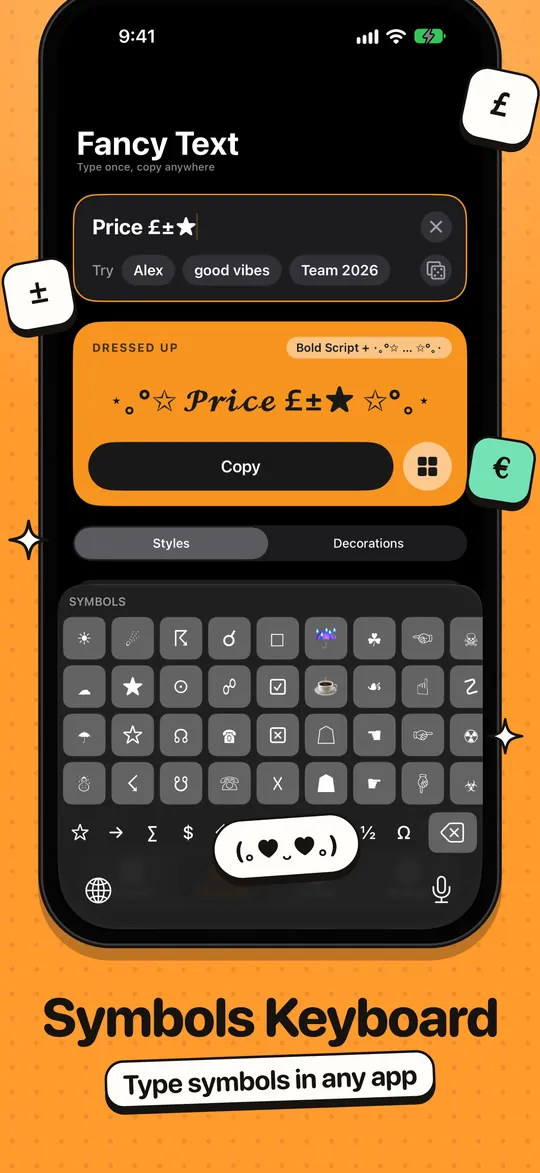 9:41
£
Fancy Text
Type once, copy anywhere
Price £±★
Try Alex good vibes Team 2026
±
DRESSED UP Bold Script + ⋆｡°☆ ... ☆°｡⋆
⋆｡°☆ 𝓟𝓻𝓲𝓬𝓮 £±★ ☆°｡⋆
Copy
€
Styles Decorations
SYMBOLS
☀ ☄ ☈ ☌ ☐ ☔ ☘ ☜ ☠
☁ ★ ☉ ☍ ☑ ☕ ☙ ☝ ☡
☂ ☆ ☊ ☎ ☒ ☖ ☚ ☞ ☢
☃ ☇ ☋ ☏ ☓ ☗ ☛ ☟ ☣
☆ → ∑ $ ½ Ω
(｡♥‿♥｡)
Symbols Keyboard
Type symbols in any app